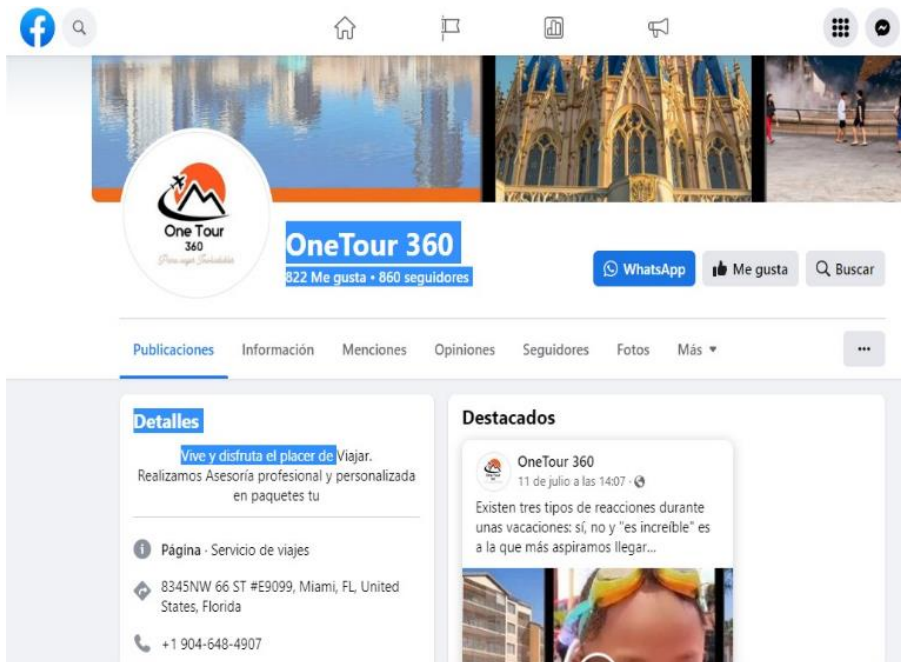 One Tour
360
OneTour 360
822 Me gusta • 860 seguidores
WhatsApp
Me gusta
Buscar
Publicaciones
Información
Menciones
Opiniones
Seguidores
Fotos
Más
Detalles
Vive y disfruta el placer de Viajar.
Realizamos Asesoría profesional y personalizada
en paquetes tu
Página · Servicio de viajes
8345NW 66 ST #E9099, Miami, FL, United
States, Florida
+1 904-648-4907
Destacados
OneTour 360
11 de julio a las 14:07 ·
Existen tres tipos de reacciones durante
unas vacaciones: sí, no y "es increíble" es
a la que más aspiramos llegar...